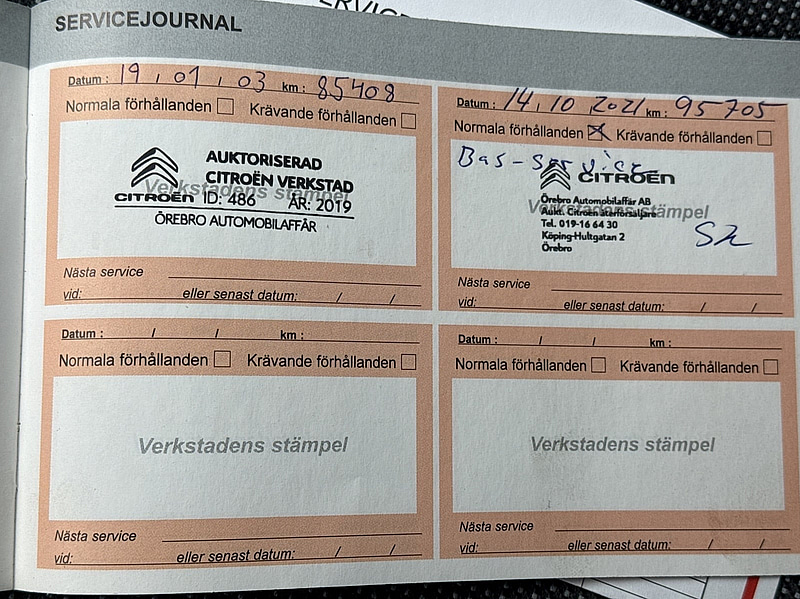 SERVICEJOURNAL
Datum : 19 , 01 , 03 km : 85408
Normala förhållanden Krävande förhållanden
AUKTORISERAD
CITROËN VERKSTAD
Verkstadens stämpel
CITROËN ID: 486 ÅR: 2019
ÖREBRO AUTOMOBILAFFÄR
Nästa service
vid: eller senast datum: / /
Datum : 14, 10 2021 km : 95705
Normala förhållanden Krävande förhållanden
Bas-Service
CITROËN
Örebro Automobilaffär AB
Aukt. Citroën återförsäljare
Verkstadens stämpel
Tel. 019-16 64 30
Köping-Hultgatan 2
Örebro
Nästa service
vid: eller senast datum: / /
Datum : / / km :
Normala förhållanden Krävande förhållanden
Verkstadens stämpel
Nästa service
vid: eller senast datum: / /
Datum : / / km :
Normala förhållanden Krävande förhållanden
Verkstadens stämpel
Nästa service
vid: eller senast datum: / /